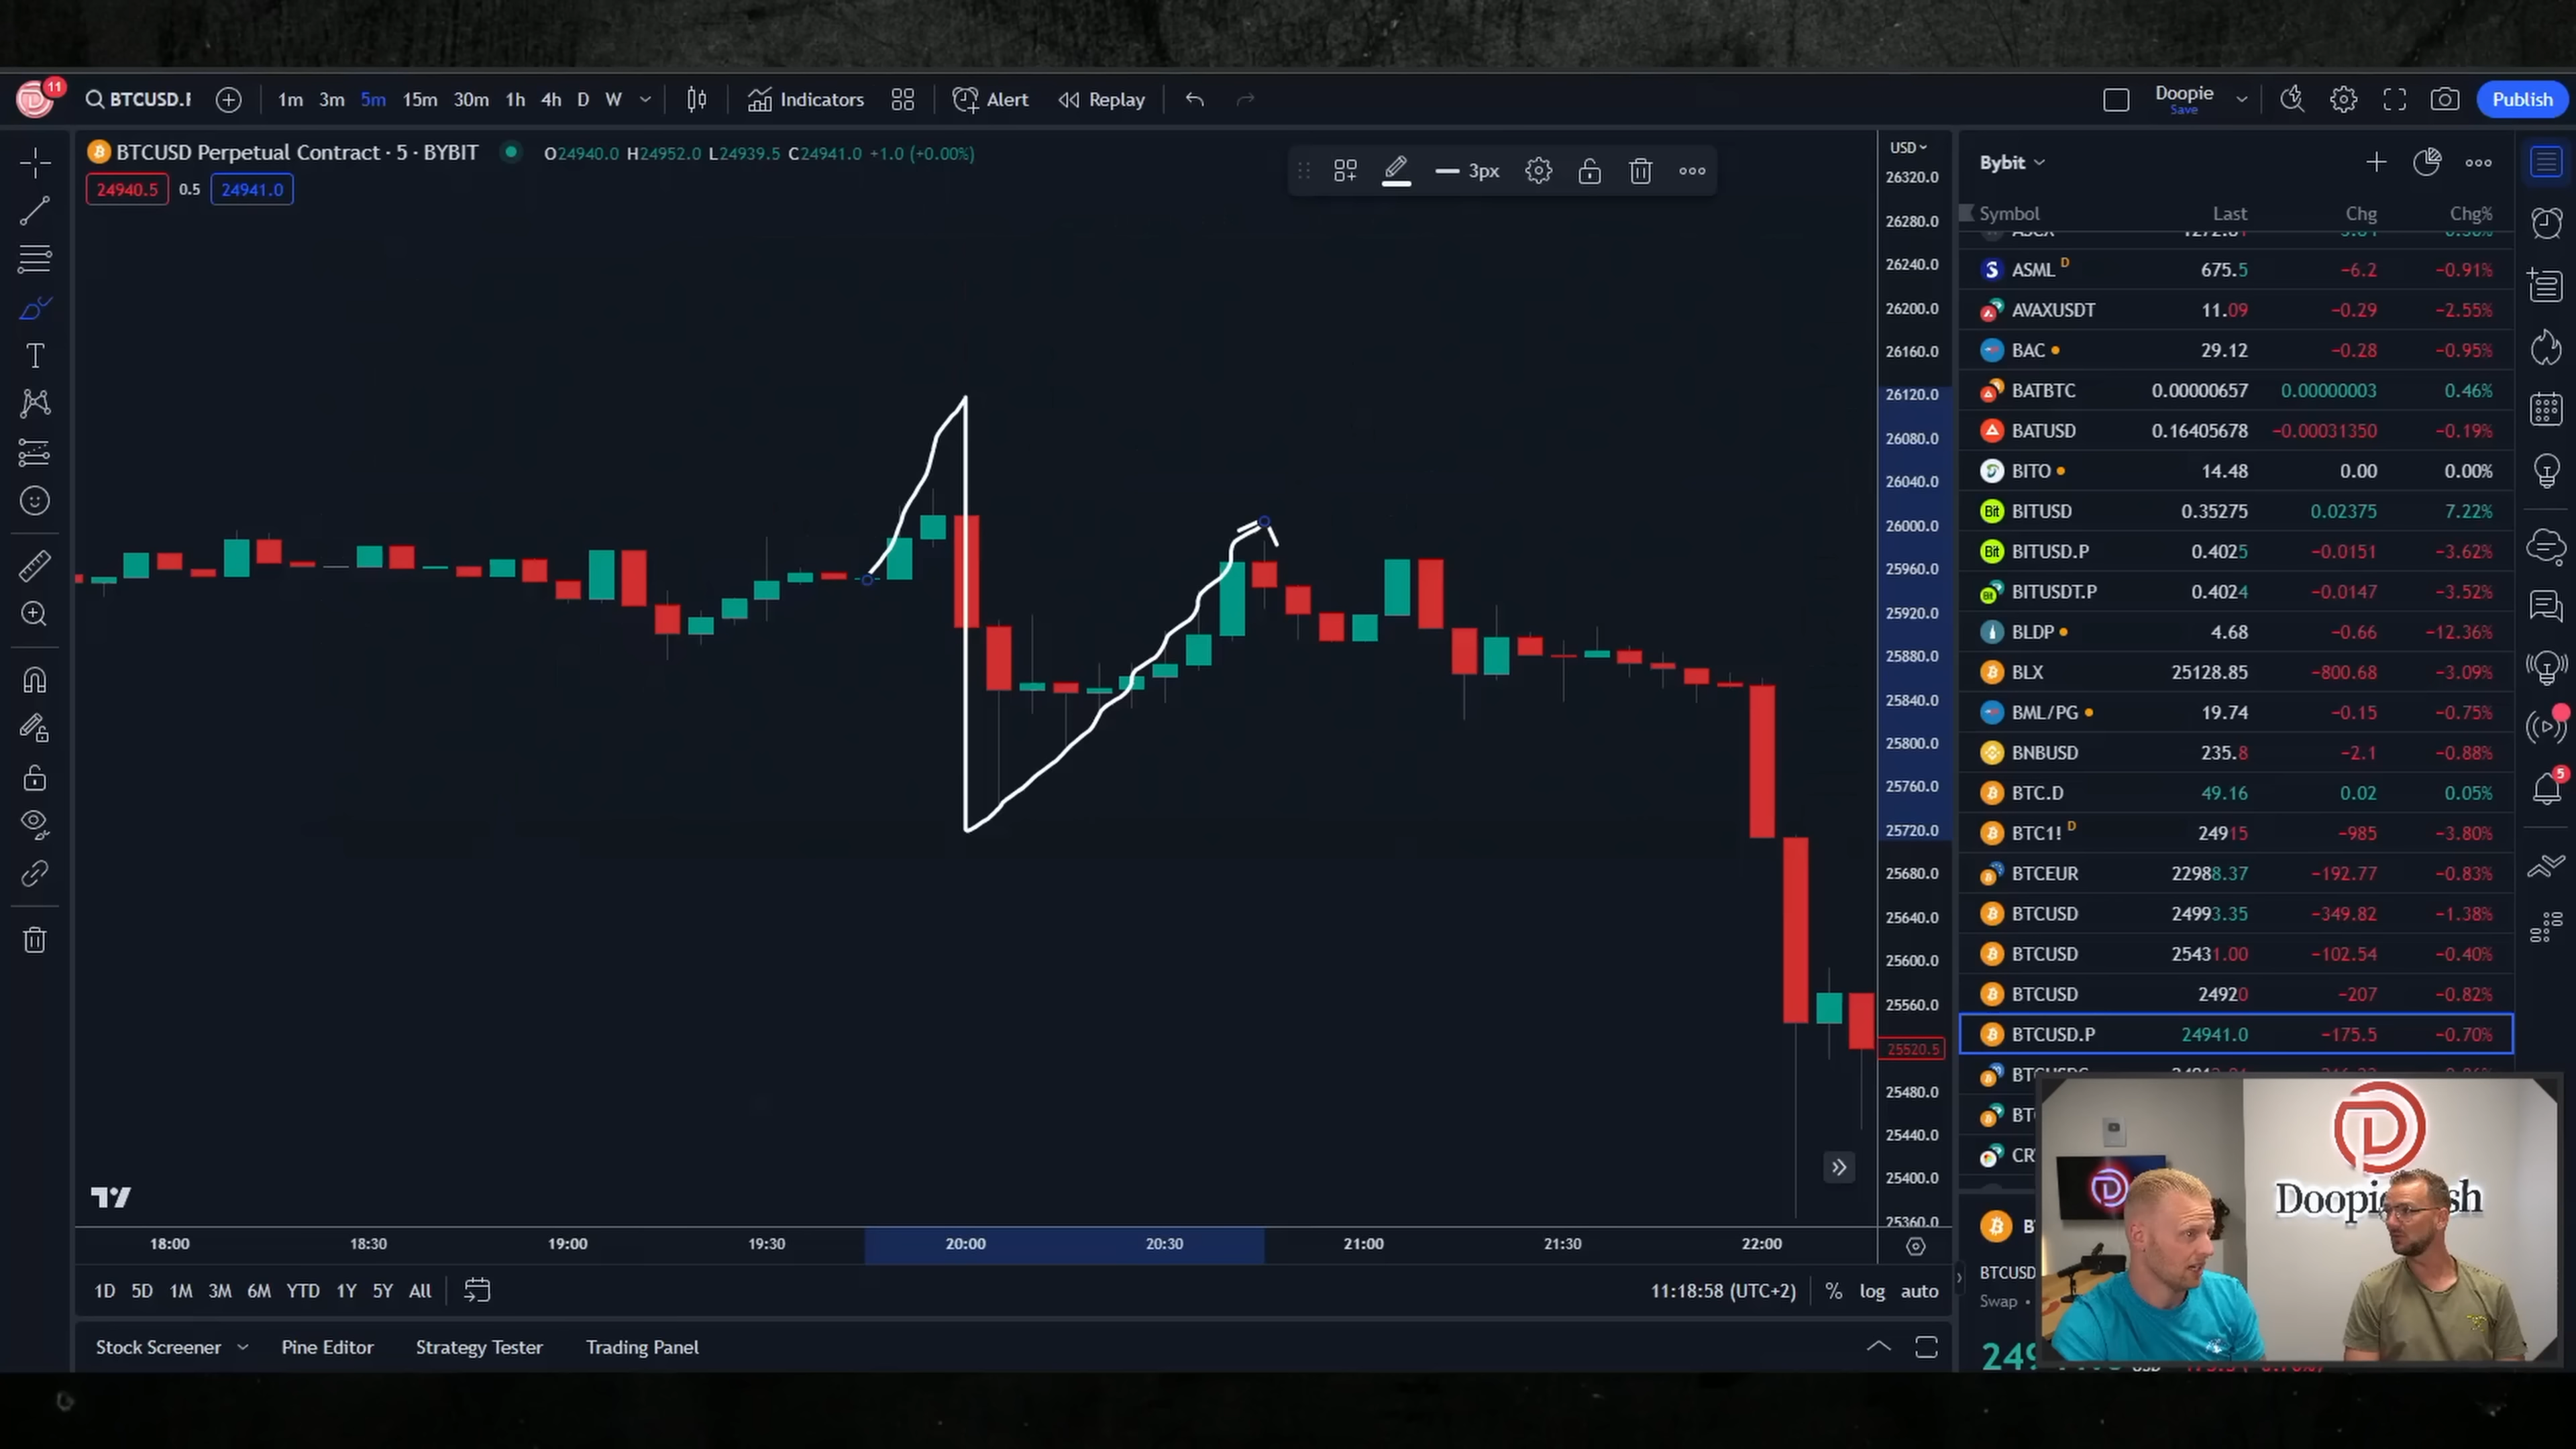 11 BTCUSD.P 1m 3m 5m 15m 30m 1h 4h D W Indicators Alert Replay Doopie Save Publish
BTCUSD Perpetual Contract · 5 · BYBIT O24940.0 H24952.0 L24939.5 C24941.0 +1.0 (+0.00%)
24940.5 0.5 24941.0
3px
USD
26320.0
26280.0
26240.0
26200.0
26160.0
26120.0
26080.0
26040.0
26000.0
25960.0
25920.0
25880.0
25840.0
25800.0
25760.0
25720.0
25680.0
25640.0
25600.0
25560.0
25520.5
25480.0
25440.0
25400.0
25360.0
18:00 18:30 19:00 19:30 20:00 20:30 21:00 21:30 22:00
1D 5D 1M 3M 6M YTD 1Y 5Y All 11:18:58 (UTC+2) % log auto
Stock Screener Pine Editor Strategy Tester Trading Panel
Bybit
Symbol Last Chg Chg%
ASML D 675.5 −6.2 −0.91%
AVAXUSDT 11.09 −0.29 −2.55%
BAC 29.12 −0.28 −0.95%
BATBTC 0.00000657 0.00000003 0.46%
BATUSD 0.16405678 −0.00031350 −0.19%
BITO 14.48 0.00 0.00%
Bit BITUSD 0.35275 0.02375 7.22%
Bit BITUSD.P 0.4025 −0.0151 −3.62%
Bit BITUSDT.P 0.4024 −0.0147 −3.52%
BLDP 4.68 −0.66 −12.36%
BLX 25128.85 −800.68 −3.09%
BML/PG 19.74 −0.15 −0.75%
BNBUSD 235.8 −2.1 −0.88%
BTC.D 49.16 0.02 0.05%
BTC1! D 24915 −985 −3.80%
BTCEUR 22988.37 −192.77 −0.83%
BTCUSD 24993.35 −349.82 −1.38%
BTCUSD 25431.00 −102.54 −0.40%
BTCUSD 24920 −207 −0.82%
BTCUSD.P 24941.0 −175.5 −0.70%
BTCUSD
Swap
5